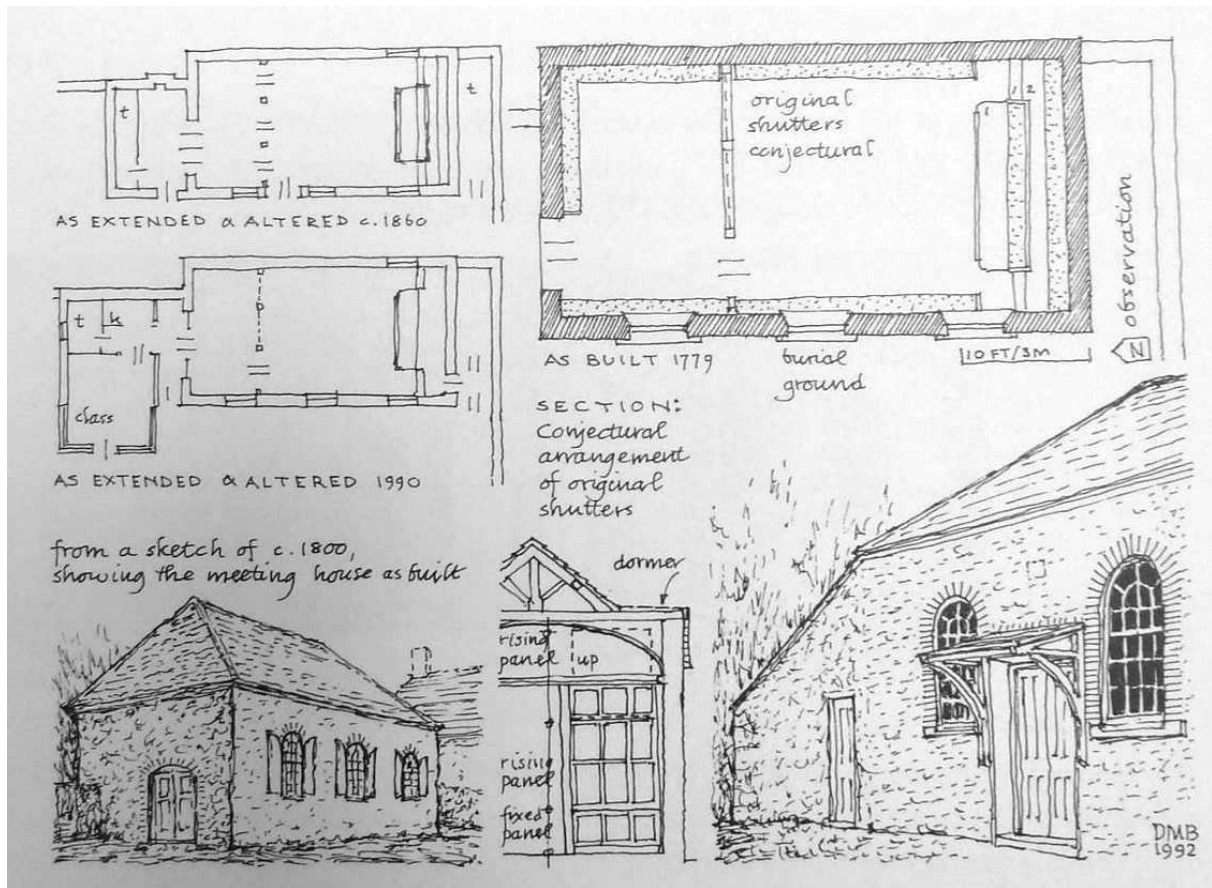 t
t
AS EXTENDED & ALTERED c.1860
t
k
class
AS EXTENDED & ALTERED 1990
original
shutters
conjectural
1
1 2
observation
AS BUILT 1779
burial
ground
10 FT/3M
N
SECTION:
Conjectural
arrangement
of original
shutters
from a sketch of c.1800,
showing the meeting house as built
dormer
rising
panel
up
rising
panel
fixed
panel
DMB
1992